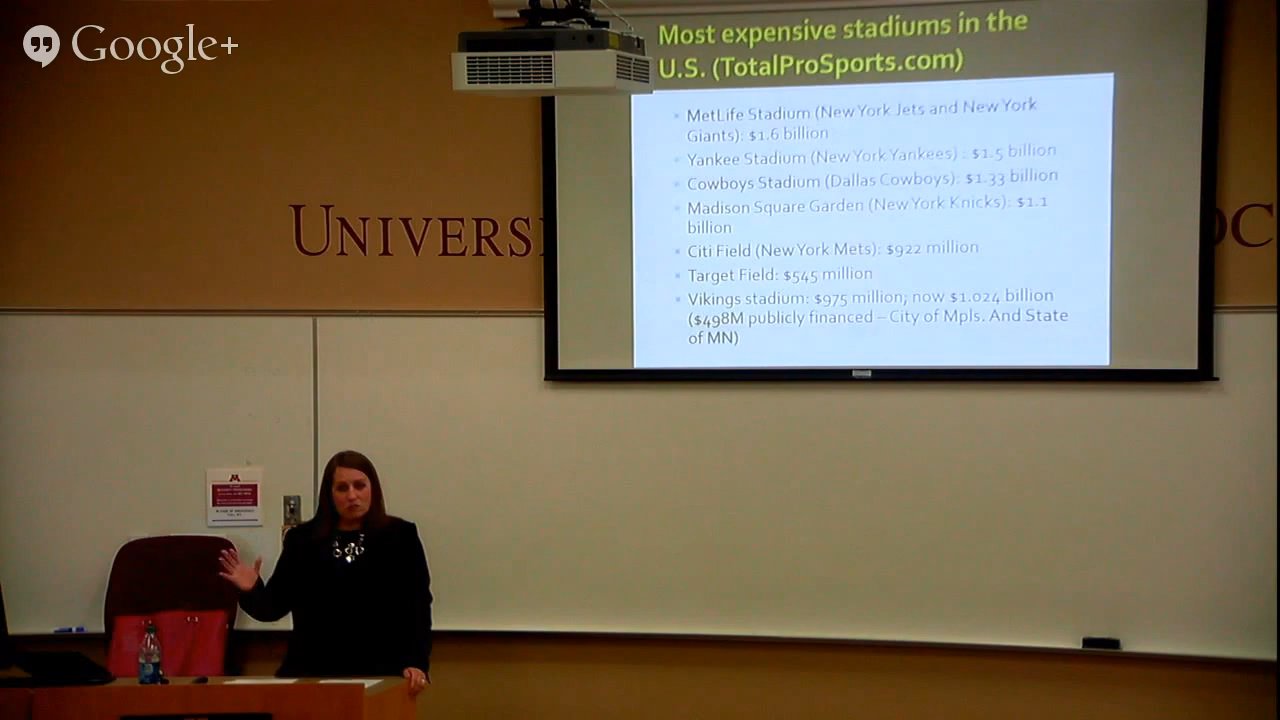 Google+
Most expensive stadiums in the
U.S. (TotalProSports.com)
MetLife Stadium (New York Jets and New York
Giants): $1.6 billion
Yankee Stadium (New York Yankees) : $1.5 billion
Cowboys Stadium (Dallas Cowboys): $1.33 billion
Madison Square Garden (New York Knicks): $1.1
billion
Citi Field (New York Mets): $922 million
Target Field: $545 million
Vikings stadium: $975 million; now $1.024 billion
($498M publicly financed – City of Mpls. And State
of MN)
UNIVERSI
OC
M